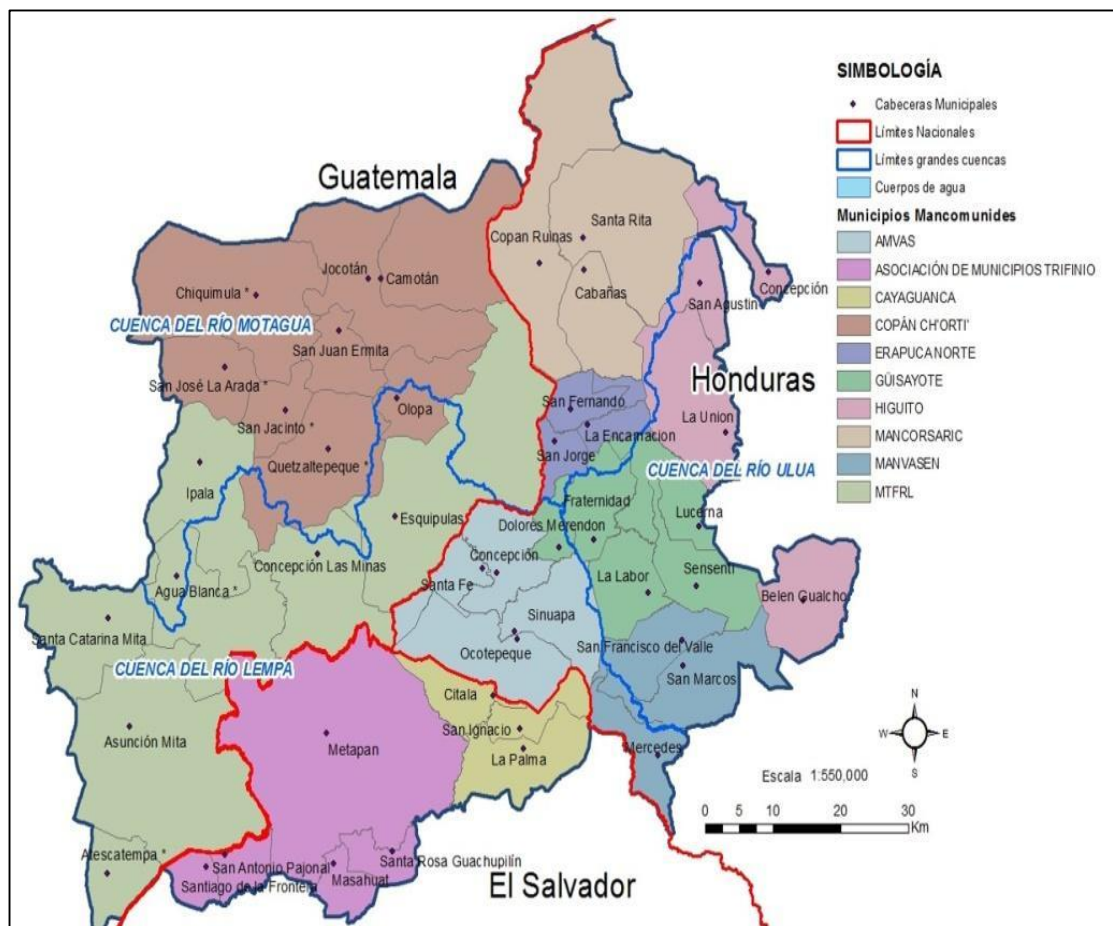 SIMBOLOGÍA
Cabeceras Municipales
Límites Nacionales
Límites grandes cuencas
Cuerpos de agua
Municipios Mancomunides
AMVAS
ASOCIACIÓN DE MUNICIPIOS TRIFINIO
CAYAGUANCA
COPÁN CH'ORTI'
ERAPUCA NORTE
GÜISAYOTE
HIGUITO
MANCORSARIC
MANVASEN
MTFRL
Guatemala
Santa Rita
Copan Ruinas
Jocotán
Camotán
Cabañas
Concepción
San Agustin
Chiquimula *
CUENCA DEL RÍO MOTAGUA
San Juan Ermita
San José La Arada *
Honduras
Olopa
San Fernando
San Jacinto *
La Encarnacion
La Union
San Jorge
Quetzaltepeque *
CUENCA DEL RÍO ULUA
Ipala
Fraternidad
Esquipulas
Dolores Merendon
Lucerna
Concepción
Concepción Las Minas
Santa Fe
La Labor
Sensenti
Agua Blanca *
Belen Gualcho
Sinuapa
Santa Catarina Mita
Ocotepeque
San Francisco del Valle
CUENCA DEL RÍO LEMPA
San Marcos
Citala
Asunción Mita
Metapan
San Ignacio
La Palma
Mercedes
N
W
E
S
Escala 1:550,000
0 5 10 20 30
Km
Atescatempa *
San Antonio Pajonal
Santa Rosa Guachupilín
Masahuat
Santiago de la Frontera
El Salvador